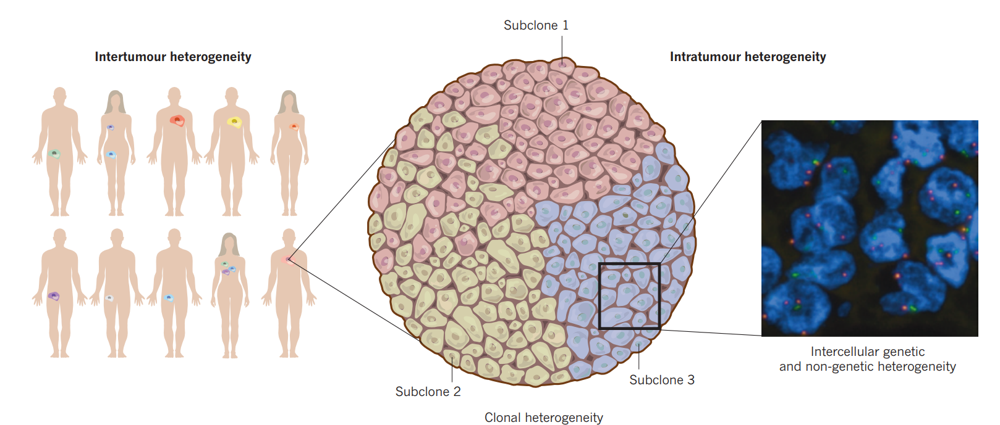 Subclone 1
Intertumour heterogeneity
Intratumour heterogeneity
Intercellular genetic
and non-genetic heterogeneity
Subclone 3
Subclone 2
Clonal heterogeneity